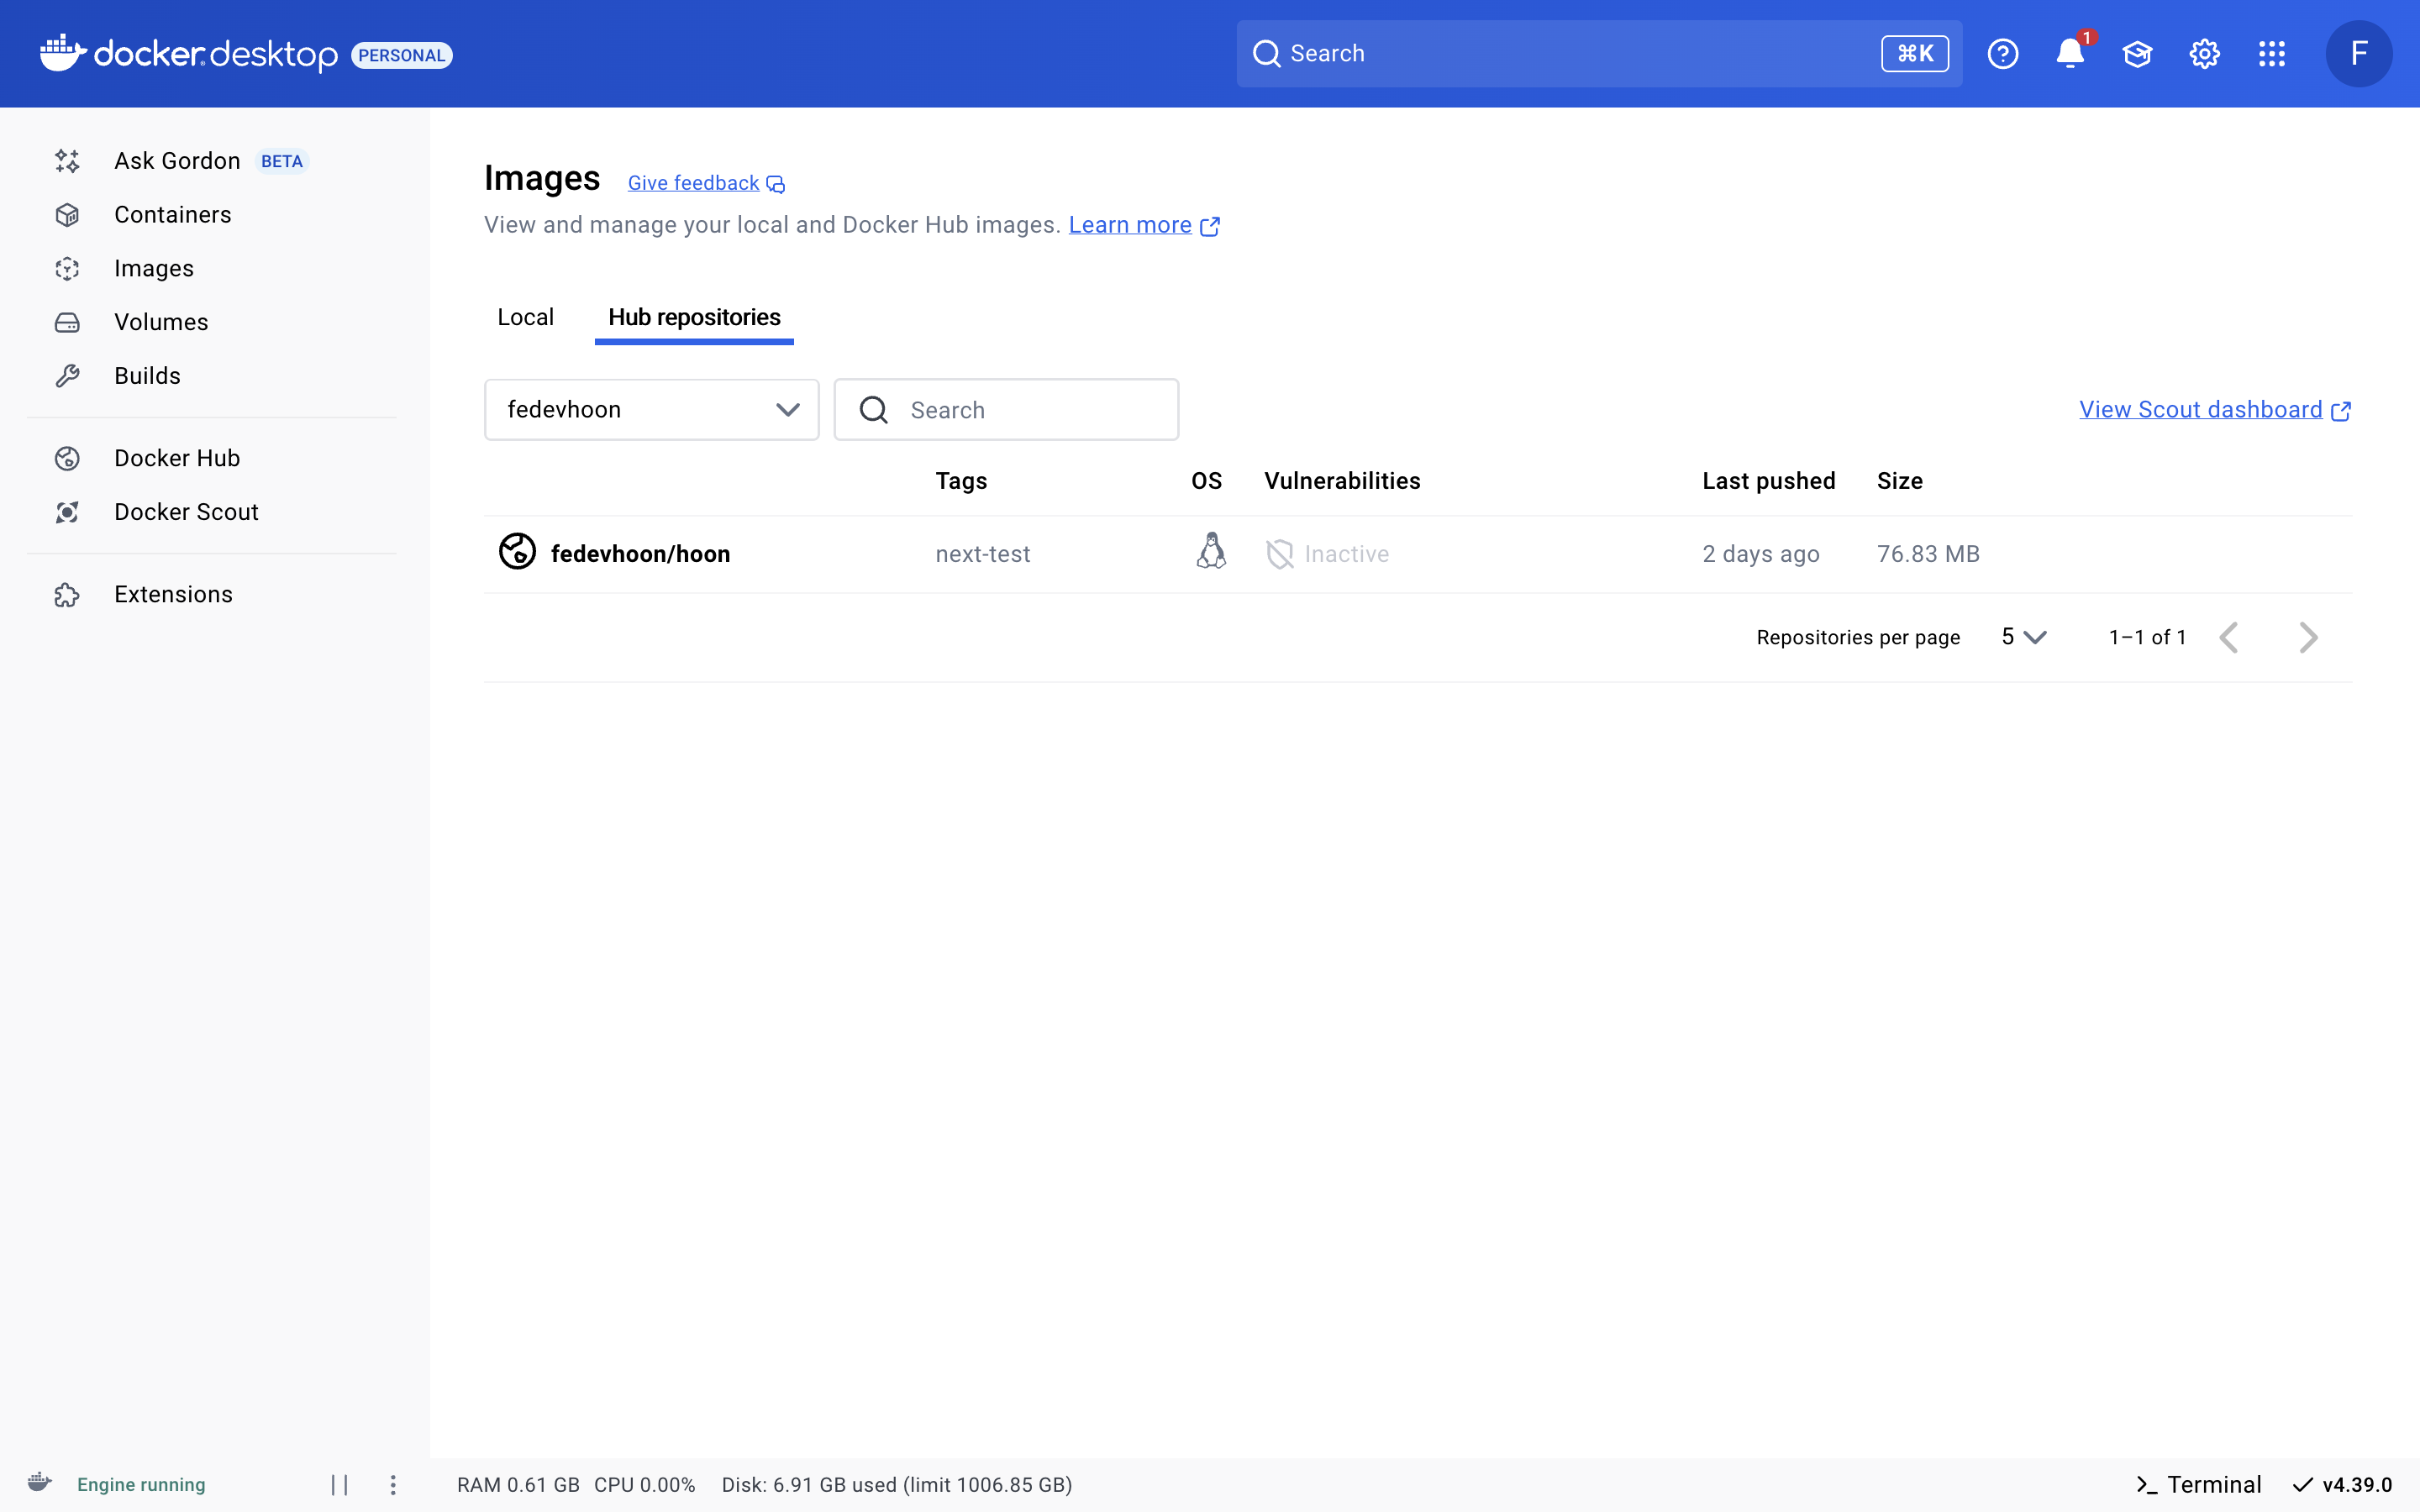 docker desktop PERSONAL
Search
⌘K
1
F
Ask Gordon BETA
Containers
Images
Volumes
Builds
Docker Hub
Docker Scout
Extensions
Images Give feedback
View and manage your local and Docker Hub images. Learn more
Local Hub repositories
fedevhoon Search View Scout dashboard
Tags OS Vulnerabilities Last pushed Size
fedevhoon/hoon next-test Inactive 2 days ago 76.83 MB
Repositories per page 5 1–1 of 1
Engine running RAM 0.61 GB CPU 0.00% Disk: 6.91 GB used (limit 1006.85 GB) Terminal v4.39.0